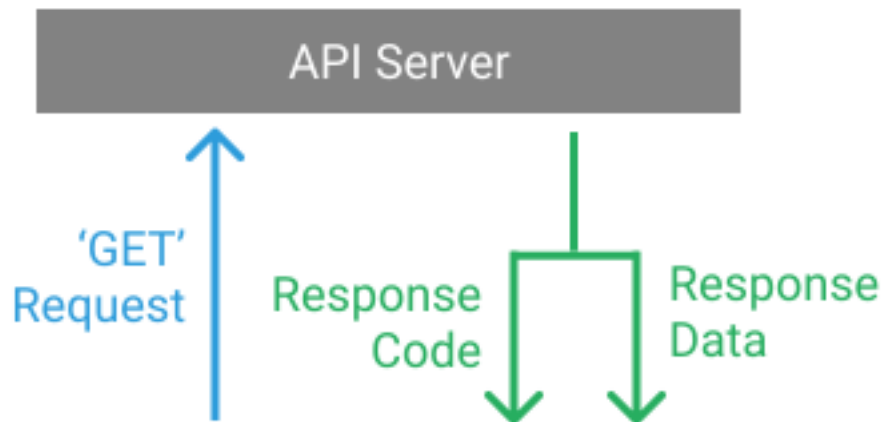 API Server
‘GET’
Request
Response
Code
Response
Data